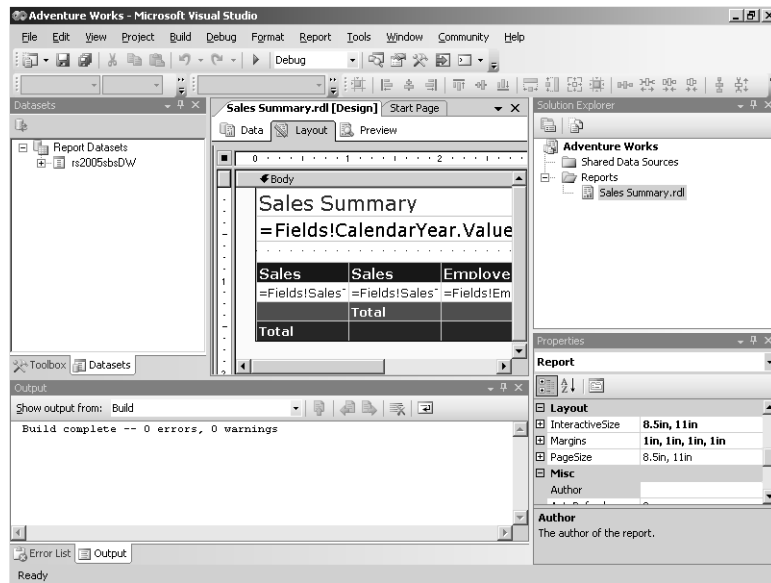 Adventure Works - Microsoft Visual Studio
File Edit View Project Build Debug Format Report Tools Window Community Help
Debug
Datasets
Report Datasets
rs2005sbsDW
Toolbox Datasets
Sales Summary.rdl [Design] Start Page
Data Layout Preview
0 1 2
Body
Sales Summary
=Fields!CalendarYear.Value
1
Sales Sales Employe
=Fields!Sales =Fields!Sales =Fields!Em
Total
Total
Solution Explorer
Adventure Works
Shared Data Sources
Reports
Sales Summary.rdl
Properties
Report
Layout
InteractiveSize 8.5in, 11in
Margins 1in, 1in, 1in, 1in
PageSize 8.5in, 11in
Misc
Author
Author
The author of the report.
Output
Show output from: Build
Build complete -- 0 errors, 0 warnings
Error List Output
Ready